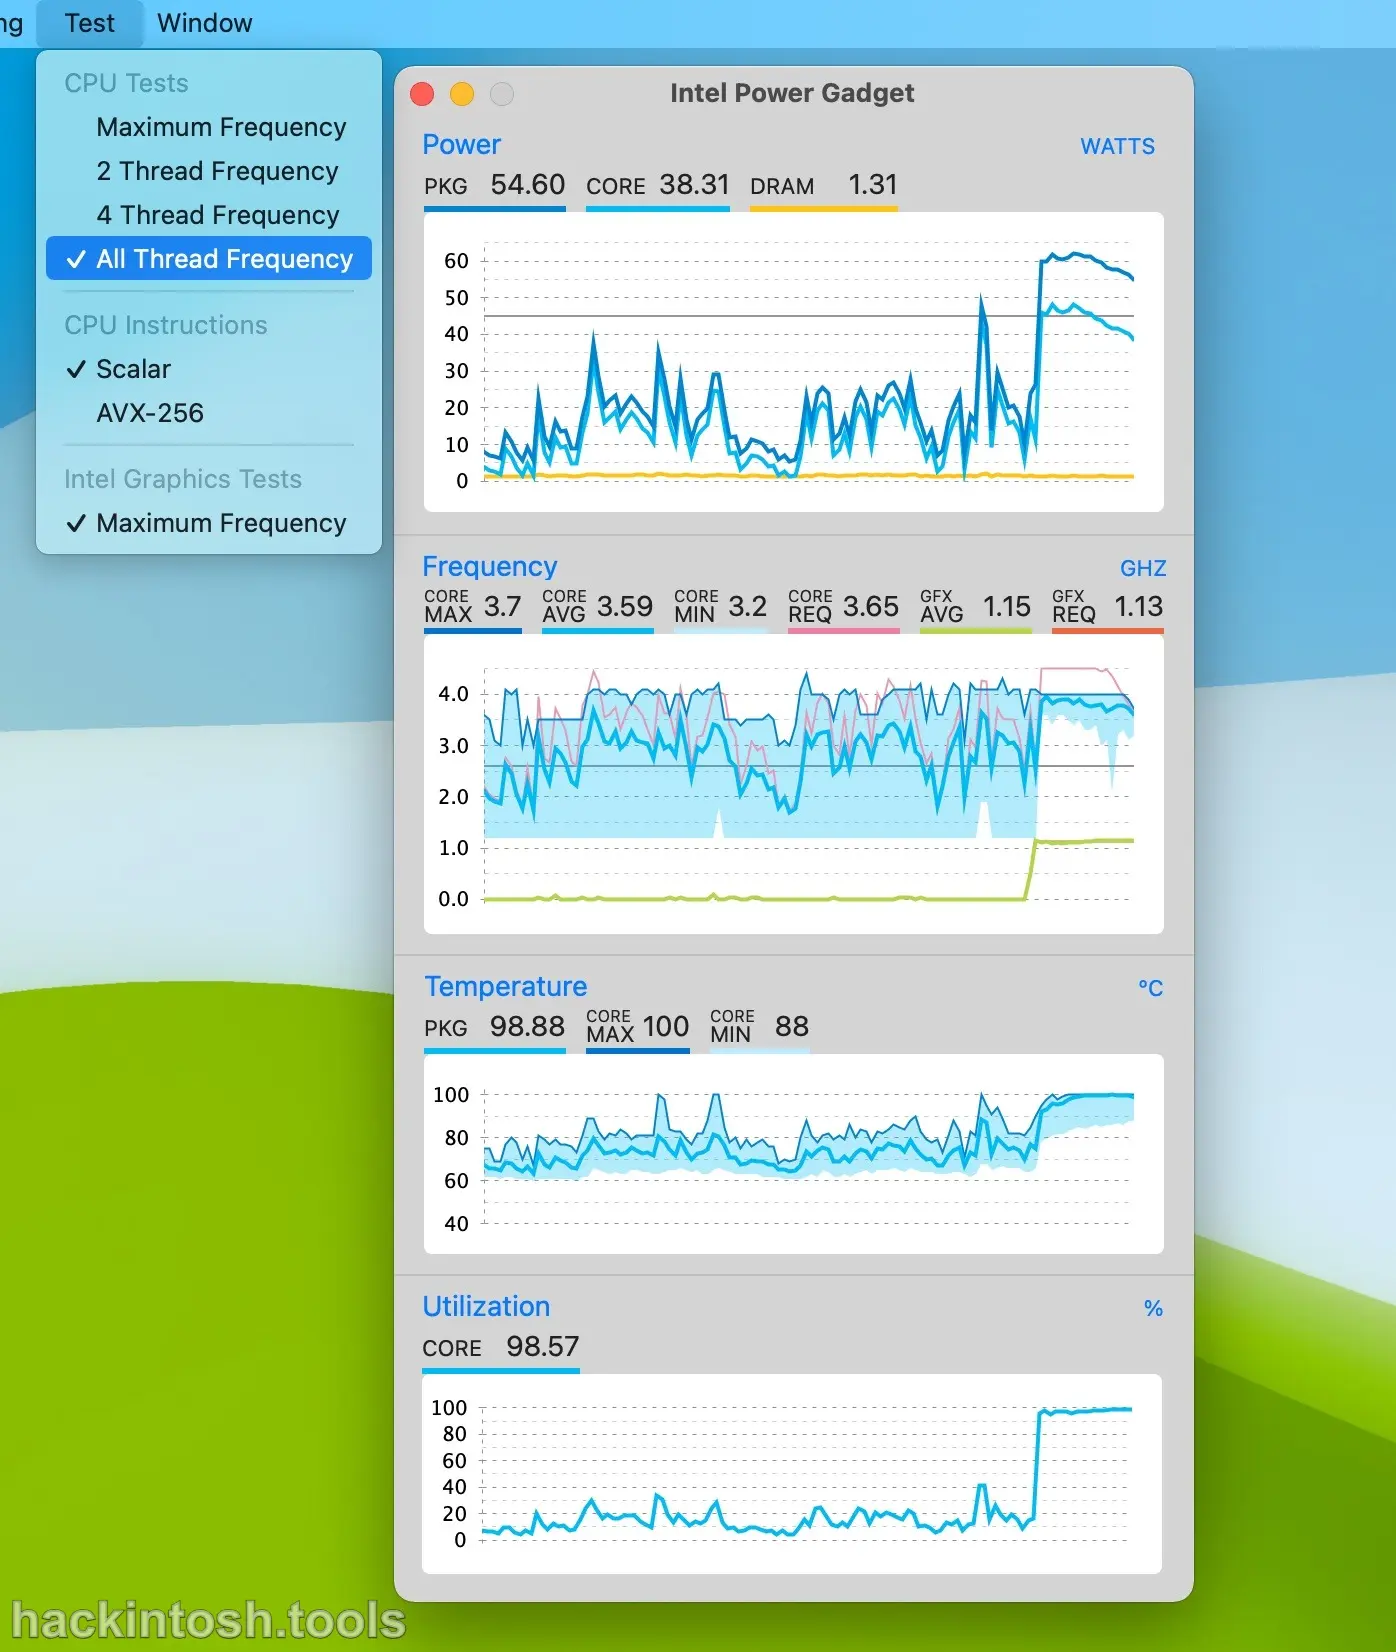 ng Test Window
CPU Tests
Maximum Frequency
2 Thread Frequency
4 Thread Frequency
✓ All Thread Frequency
CPU Instructions
✓ Scalar
AVX-256
Intel Graphics Tests
✓ Maximum Frequency
Intel Power Gadget
Power WATTS
PKG 54.60 CORE 38.31 DRAM 1.31
60
50
40
30
20
10
0
Frequency GHZ
CORE MAX 3.7 CORE AVG 3.59 CORE MIN 3.2 CORE REQ 3.65 GFX AVG 1.15 GFX REQ 1.13
4.0
3.0
2.0
1.0
0.0
Temperature °C
PKG 98.88 CORE MAX 100 CORE MIN 88
100
80
60
40
Utilization %
CORE 98.57
100
80
60
40
20
0
hackintosh.tools